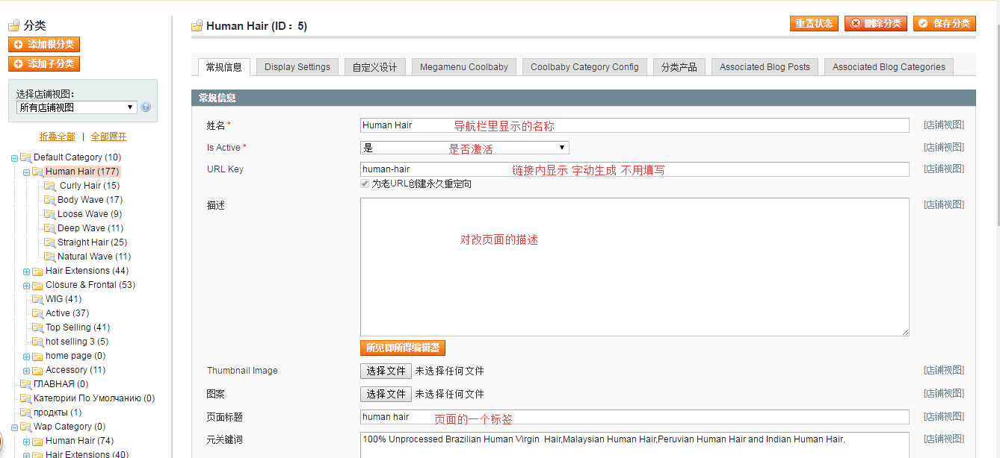 分类
添加根分类
添加子分类
选择店铺视图：
所有店铺视图
折叠全部 | 全部展开
Default Category (10)
Human Hair (177)
Curly Hair (15)
Body Wave (17)
Loose Wave (9)
Deep Wave (11)
Straight Hair (25)
Natural Wave (11)
Hair Extensions (44)
Closure & Frontal (53)
WIG (41)
Active (37)
Top Selling (41)
hot selling 3 (5)
home page (0)
Accessory (11)
ГЛАВНАЯ (0)
Категории По Умолчанию (0)
продкты (1)
Wap Category (0)
Human Hair (74)
Hair Extensions (40)
Human Hair (ID：5)
重置状态 删除分类 保存分类
常规信息 Display Settings 自定义设计 Megamenu Coolbaby Coolbaby Category Config 分类产品 Associated Blog Posts Associated Blog Categories
常规信息
姓名 * Human Hair 导航栏里显示的名称 [店铺视图]
Is Active * 是 是否激活 [店铺视图]
URL Key human-hair 链接内显示 字动生成 不用填写 [店铺视图]
为老URL创建永久重定向
描述 [店铺视图]
对改页面的描述
所见即所得编辑器
Thumbnail Image 选择文件 未选择任何文件 [店铺视图]
图案 选择文件 未选择任何文件 [店铺视图]
页面标题 human hair 页面的一个标签 [店铺视图]
元关键词 100% Unprocessed Brazilian Human Virgin Hair,Malaysian Human Hair,Peruvian Human Hair and Indian Human Hair. [店铺视图]